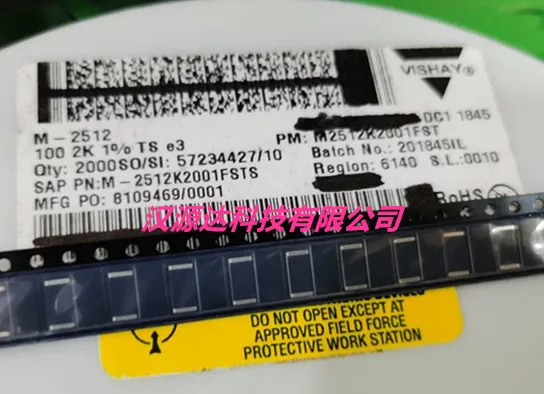 VISHAY®
DC1 1845
M-2512
100 2K 1% TS e3
PM: M2512K2001FST
Qty: 2000SO/SI: 57234427/10
Batch No.: 201845IL
SAP PN:M-2512K2001FSTS
Region: 6140 S.L.:0010
MFG PO: 8109469/0001
RoHS
汉源达科技有限公司
DO NOT OPEN EXCEPT AT
APPROVED FIELD FORCE
PROTECTIVE WORK STATION